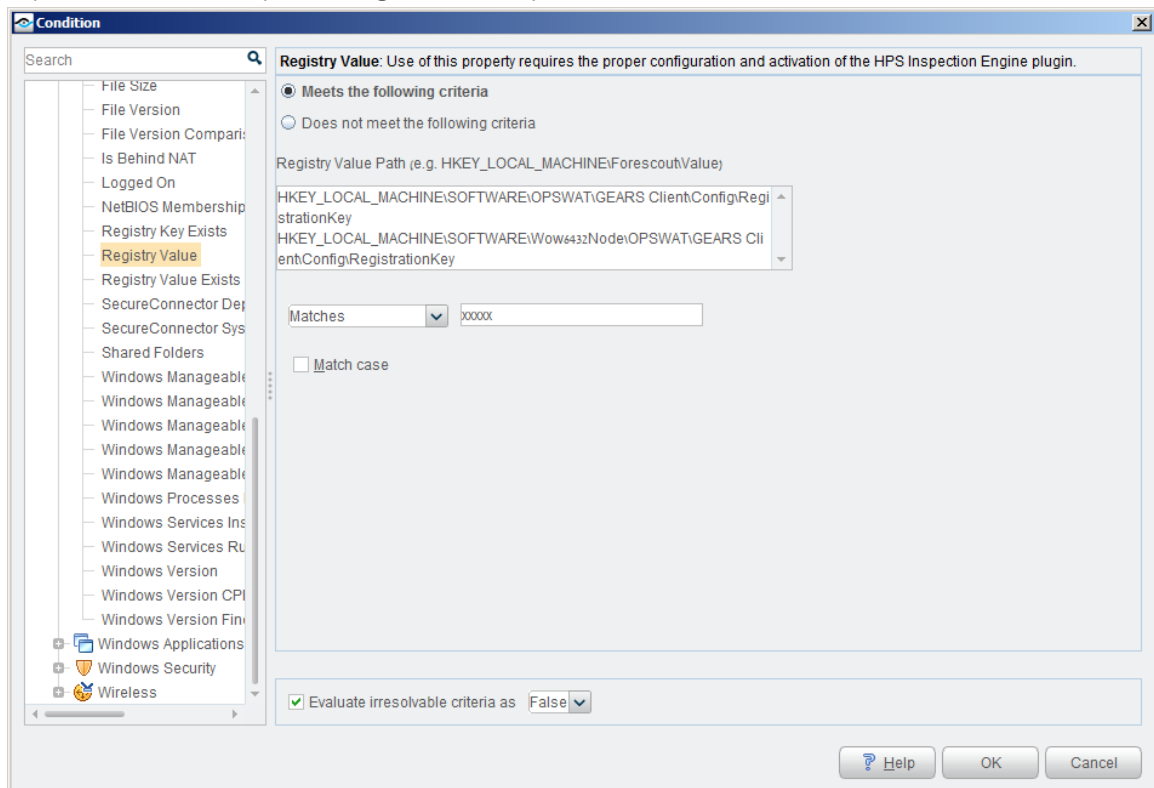 Condition
Search
File Size
File Version
File Version Compari
Is Behind NAT
Logged On
NetBIOS Membership
Registry Key Exists
Registry Value
Registry Value Exists
SecureConnector De
SecureConnector Sys
Shared Folders
Windows Manageable
Windows Manageable
Windows Manageable
Windows Manageable
Windows Manageable
Windows Processes
Windows Services Ins
Windows Services Ru
Windows Version
Windows Version CP
Windows Version Fin
Windows Applications
Windows Security
Wireless
Registry Value: Use of this property requires the proper configuration and activation of the HPS Inspection Engine plugin.
Meets the following criteria
Does not meet the following criteria
Registry Value Path (e.g. HKEY_LOCAL_MACHINE\Forescout\Value)
HKEY_LOCAL_MACHINE\SOFTWARE\OPSWAT\GEARS Client\Config\Regi
strationKey
HKEY_LOCAL_MACHINE\SOFTWARE\Wow6432Node\OPSWAT\GEARS Cli
ent\Config\RegistrationKey
Matches xxxxx
Match case
Evaluate irresolvable criteria as False
Help OK Cancel